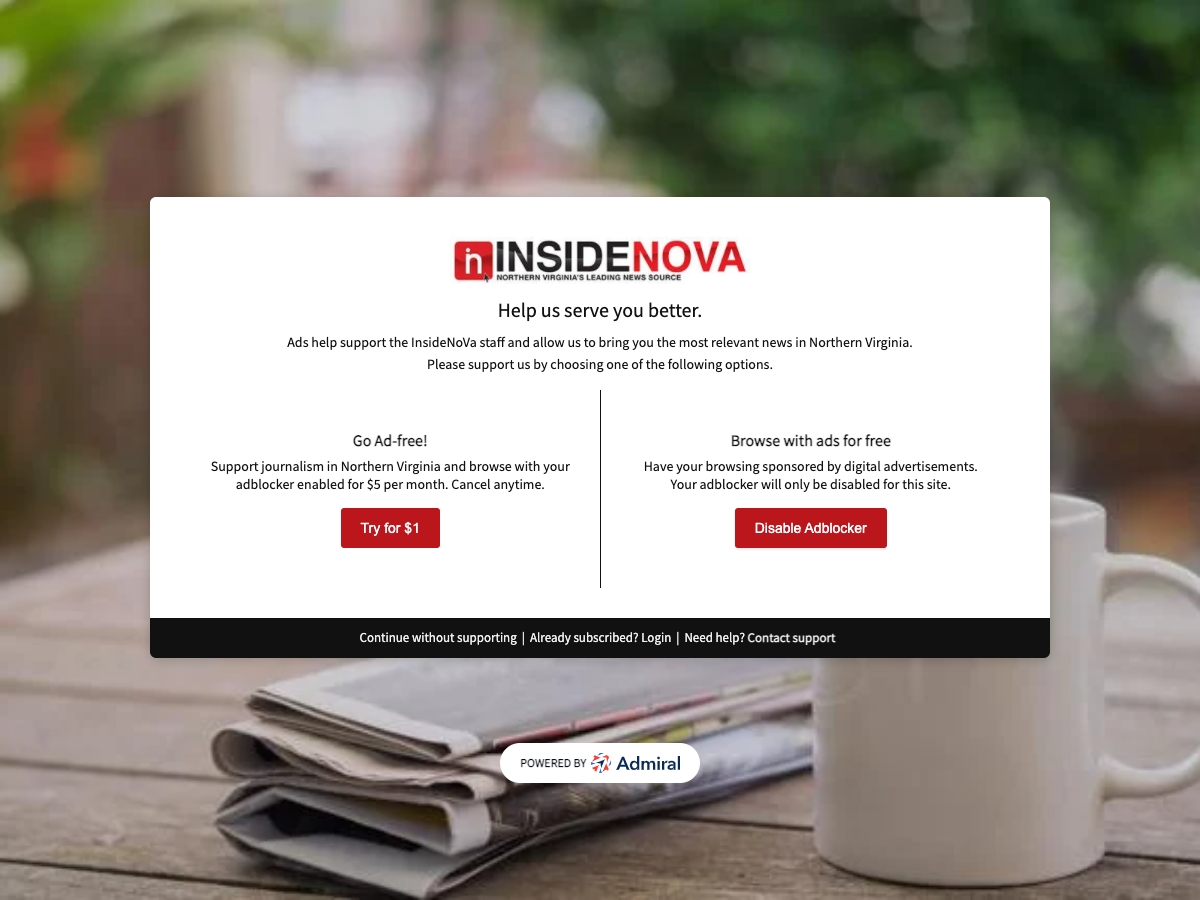 in INSIDENOVA
NORTHERN VIRGINIA'S LEADING NEWS SOURCE
Help us serve you better.
Ads help support the InsideNoVa staff and allow us to bring you the most relevant news in Northern Virginia.
Please support us by choosing one of the following options.
Go Ad-free!
Support journalism in Northern Virginia and browse with your
adblocker enabled for $5 per month. Cancel anytime.
Try for $1
Browse with ads for free
Have your browsing sponsored by digital advertisements.
Your adblocker will only be disabled for this site.
Disable Adblocker
Continue without supporting | Already subscribed? Login | Need help? Contact support
POWERED BY Admiral